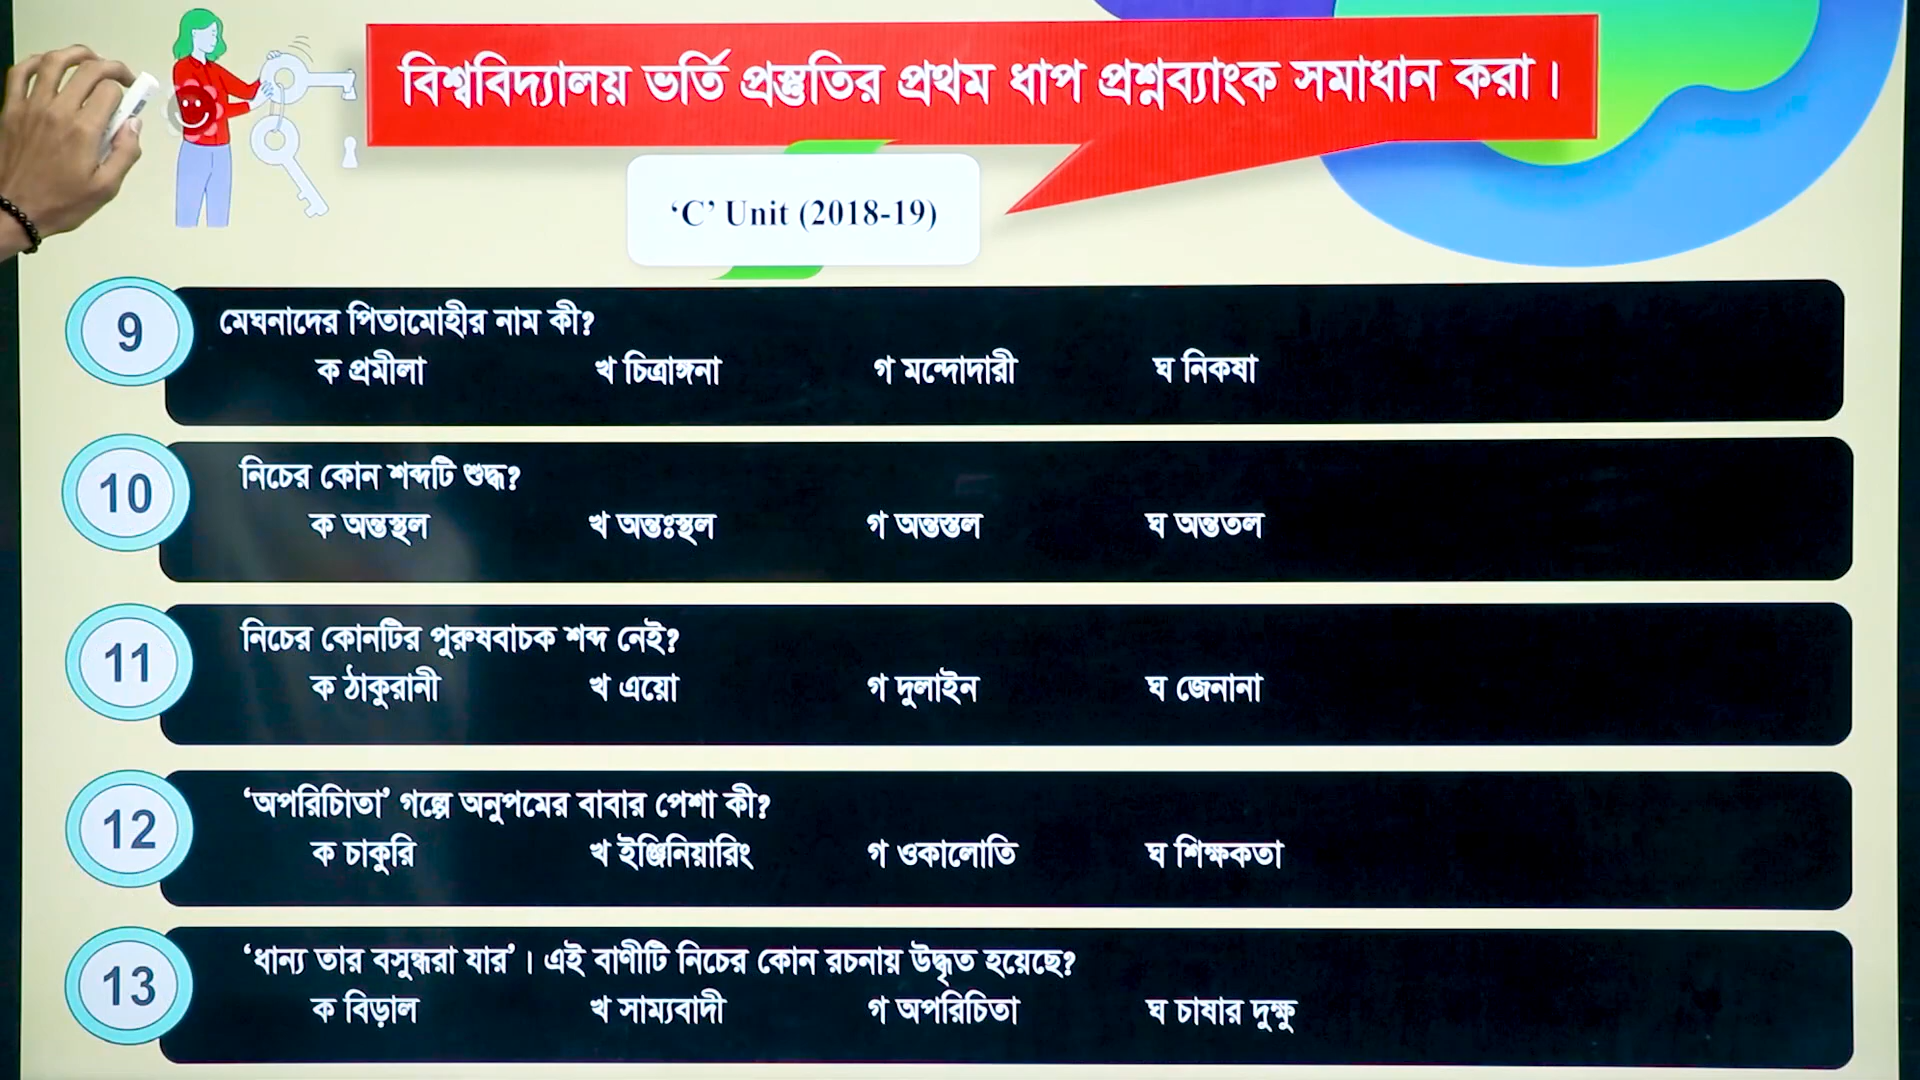 বিশ্ববিদ্যালয় ভর্তি প্রস্তুতির প্রথম ধাপ প্রশ্নব্যাংক সমাধান করা।
‘C’ Unit (2018-19)
9 মেঘনাদের পিতামোহীর নাম কী?
ক প্রমীলা খ চিত্রাঙ্গনা গ মন্দোদারী ঘ নিকষা
10 নিচের কোন শব্দটি শুদ্ধ?
ক অন্তস্থল খ অন্তঃস্থল গ অন্তস্তল ঘ অন্ততল
11 নিচের কোনটির পুরুষবাচক শব্দ নেই?
ক ঠাকুরানী খ এয়ো গ দুলাইন ঘ জেনানা
12 ‘অপরিচিাতা’ গল্পে অনুপমের বাবার পেশা কী?
ক চাকুরি খ ইঞ্জিনিয়ারিং গ ওকালোতি ঘ শিক্ষকতা
13 ‘ধান্য তার বসুন্ধরা যার’। এই বাণীটি নিচের কোন রচনায় উদ্ধৃত হয়েছে?
ক বিড়াল খ সাম্যবাদী গ অপরিচিতা ঘ চাষার দুক্ষু